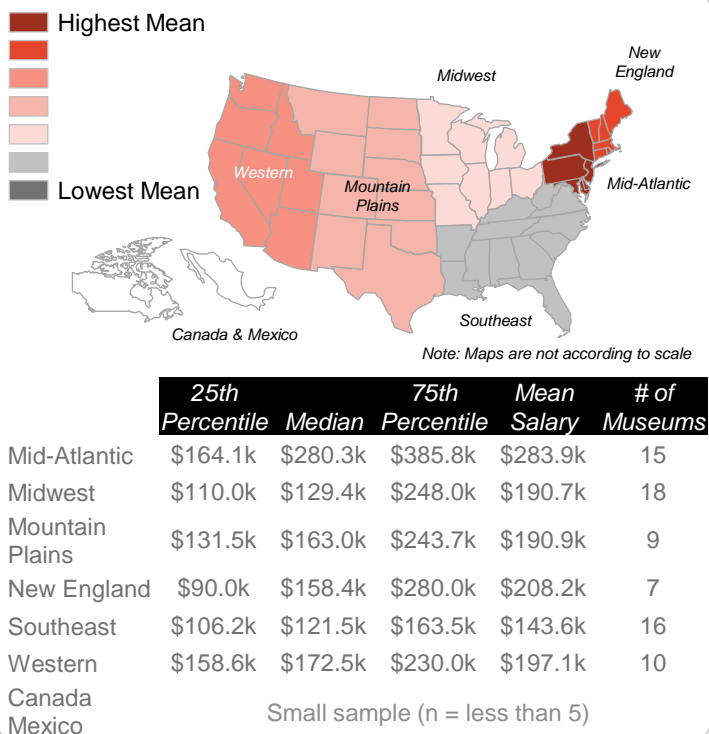 Highest Mean
Lowest Mean
New
England
Midwest
Western
Mountain
Plains
Mid-Atlantic
Southeast
Canada & Mexico
Note: Maps are not according to scale
25th Percentile Median 75th Percentile Mean Salary # of Museums
Mid-Atlantic $164.1k $280.3k $385.8k $283.9k 15
Midwest $110.0k $129.4k $248.0k $190.7k 18
Mountain Plains $131.5k $163.0k $243.7k $190.9k 9
New England $90.0k $158.4k $280.0k $208.2k 7
Southeast $106.2k $121.5k $163.5k $143.6k 16
Western $158.6k $172.5k $230.0k $197.1k 10
Canada Mexico Small sample (n = less than 5)